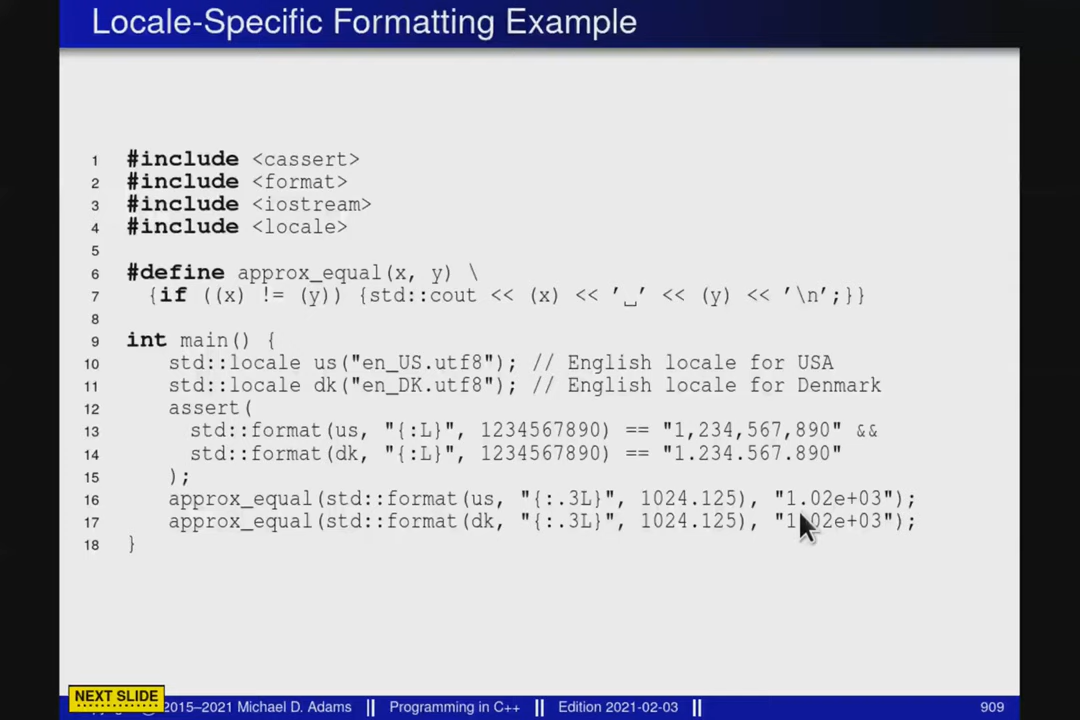 Locale-Specific Formatting Example
1 #include <cassert>
2 #include <format>
3 #include <iostream>
4 #include <locale>
5
6 #define approx_equal(x, y) \
7 {if ((x) != (y)) {std::cout << (x) << '␣' << (y) << '\n';}}
8
9 int main() {
10 std::locale us("en_US.utf8"); // English locale for USA
11 std::locale dk("en_DK.utf8"); // English locale for Denmark
12 assert(
13 std::format(us, "{:L}", 1234567890) == "1,234,567,890" &&
14 std::format(dk, "{:L}", 1234567890) == "1.234.567.890"
15 );
16 approx_equal(std::format(us, "{:.3L}", 1024.125), "1.02e+03");
17 approx_equal(std::format(dk, "{:.3L}", 1024.125), "1 02e+03");
18 }
NEXT SLIDE
2015–2021 Michael D. Adams Programming in C++ Edition 2021-02-03 909